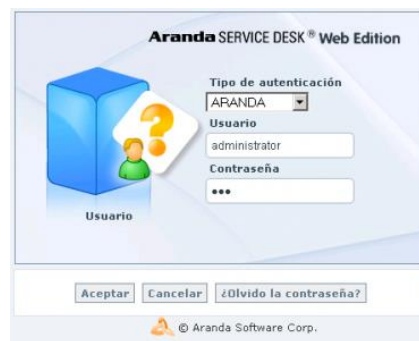 Aranda SERVICE DESK ® Web Edition
Tipo de autenticación
ARANDA
Usuario
administrator
Contraseña
•••
Usuario
Aceptar Cancelar ¿Olvido la contraseña?
© Aranda Software Corp.